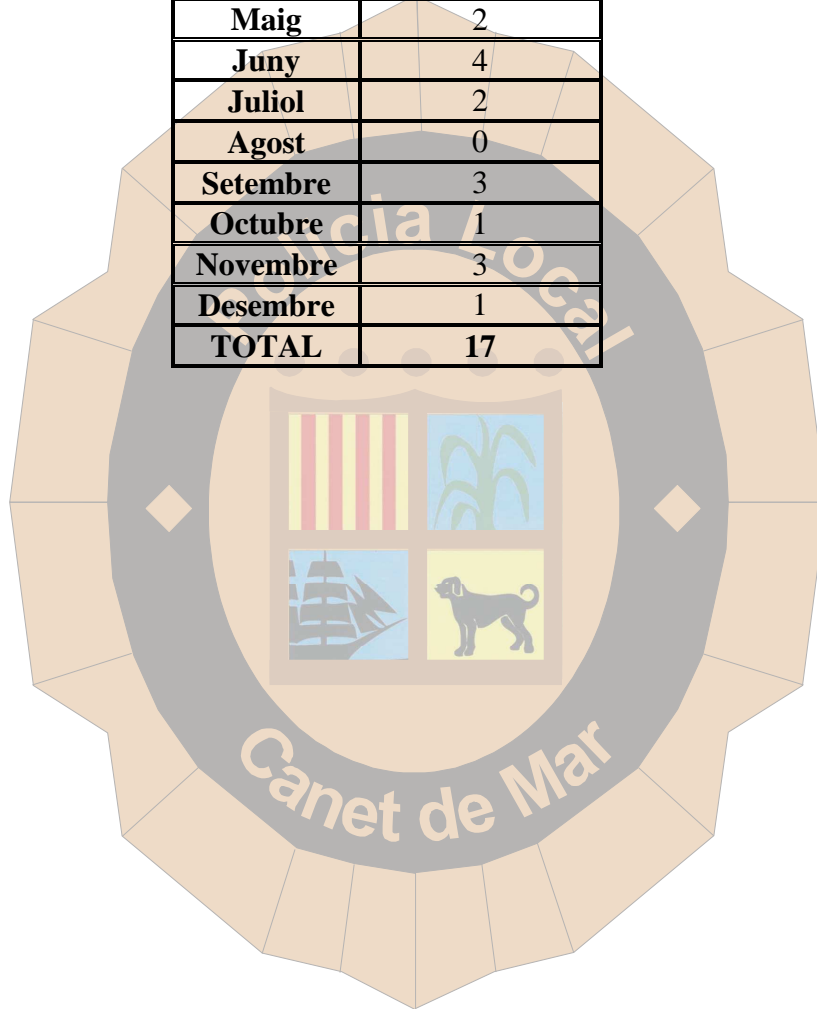 Maig 2
Juny 4
Juliol 2
Agost 0
Setembre 3
Octubre 1
Novembre 3
Desembre 1
TOTAL 17
Policia Local
Canet de Mar